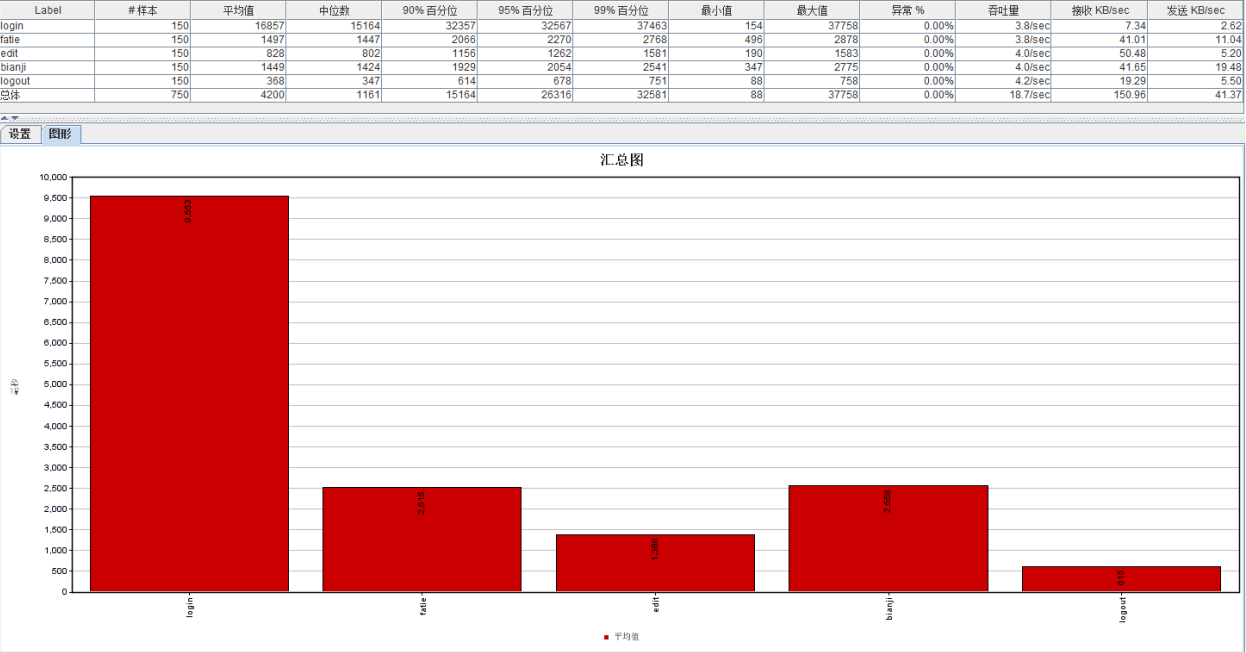 Label # 样本 平均值 中位数 90% 百分位 95% 百分位 99% 百分位 最小值 最大值 异常 % 吞吐量 接收 KB/sec 发送 KB/sec
login 150 16857 15164 32357 32567 37463 154 37758 0.00% 3.8/sec 7.34 2.62
fatie 150 1497 1447 2066 2270 2768 496 2878 0.00% 3.8/sec 41.01 11.04
edit 150 828 802 1156 1262 1581 190 1583 0.00% 4.0/sec 50.48 5.20
bianji 150 1449 1424 1929 2054 2541 347 2775 0.00% 4.0/sec 41.65 19.48
logout 150 368 347 614 678 751 88 758 0.00% 4.2/sec 19.29 5.50
总体 750 4200 1161 15164 26316 32581 88 37758 0.00% 18.7/sec 150.96 41.37
设置 图形
汇总图
10,000
9,500
9,000
8,500
8,000
7,500
7,000
6,500
6,000
5,500
5,000
4,500
4,000
3,500
3,000
2,500
2,000
1,500
1,000
500
0
毫秒
login fatie edit bianji logout
平均值